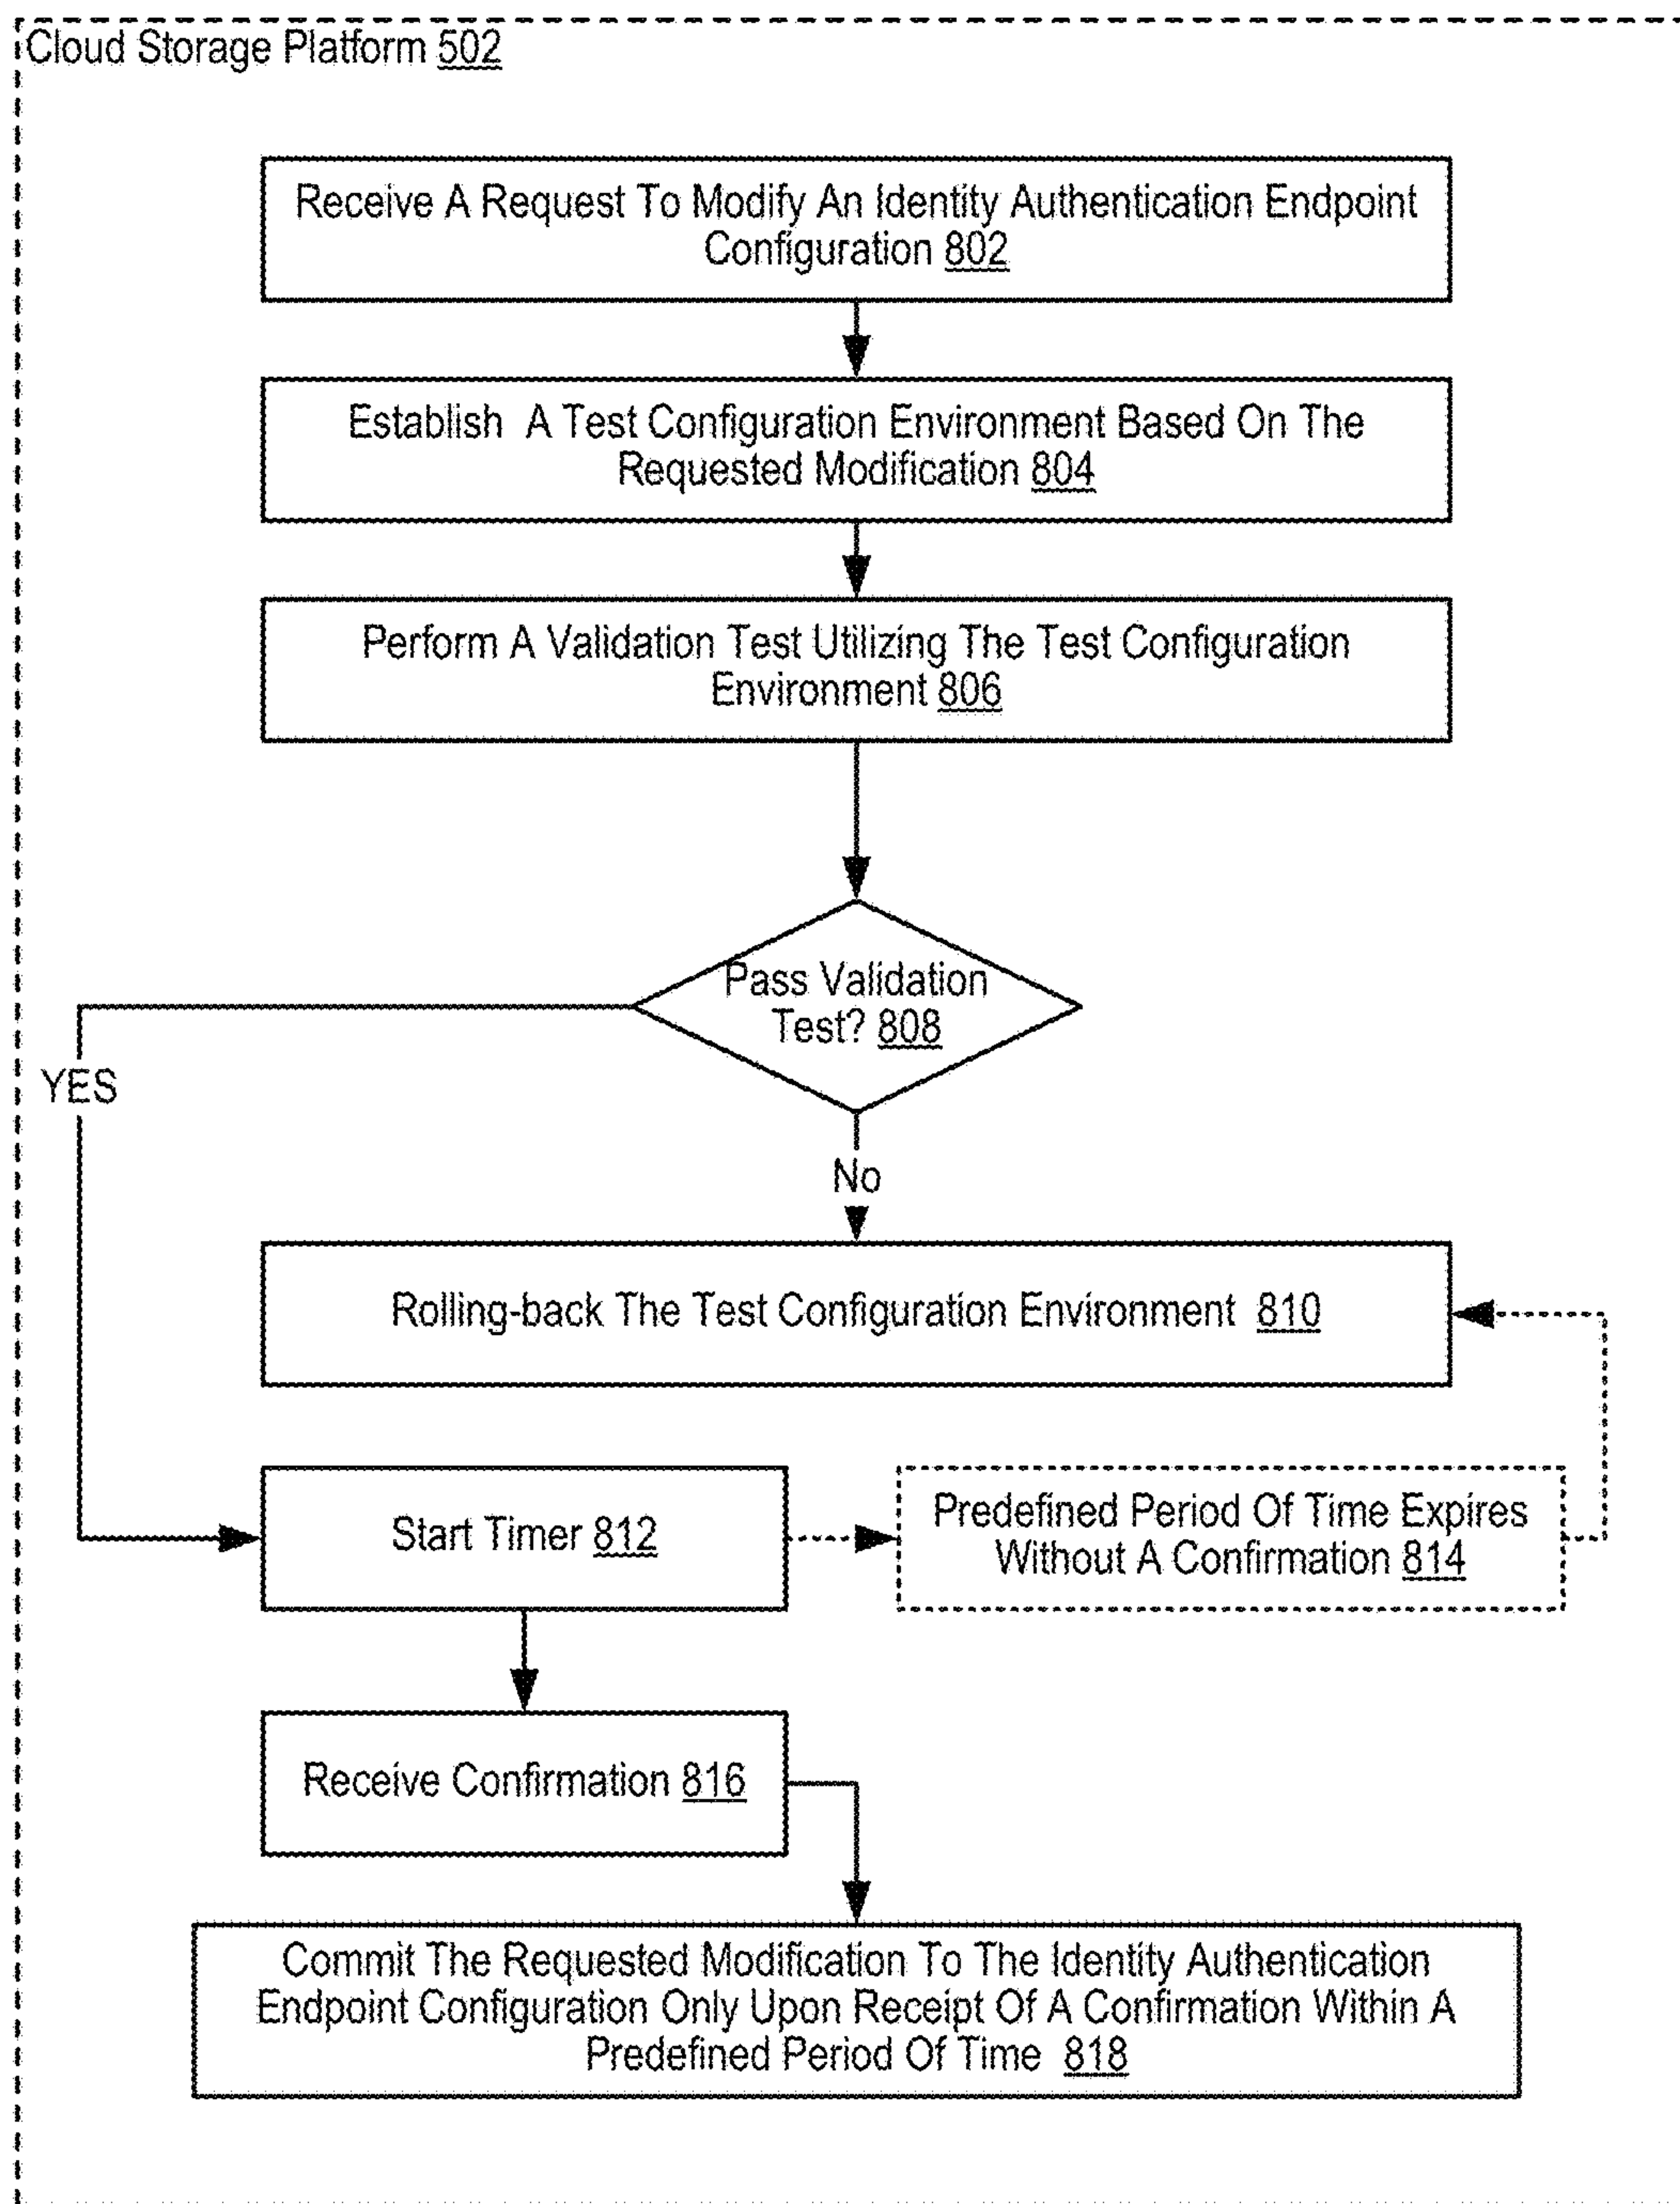 Cloud Storage Platform 502
Receive A Request To Modify An Identity Authentication Endpoint
Configuration 802
Establish A Test Configuration Environment Based On The
Requested Modification 804
Perform A Validation Test Utilizing The Test Configuration
Environment 806
Pass Validation
Test? 808
YES
No
Rolling-back The Test Configuration Environment 810
Start Timer 812
Predefined Period Of Time Expires
Without A Confirmation 814
Receive Confirmation 816
Commit The Requested Modification To The Identity Authentication
Endpoint Configuration Only Upon Receipt Of A Confirmation Within A
Predefined Period Of Time 818